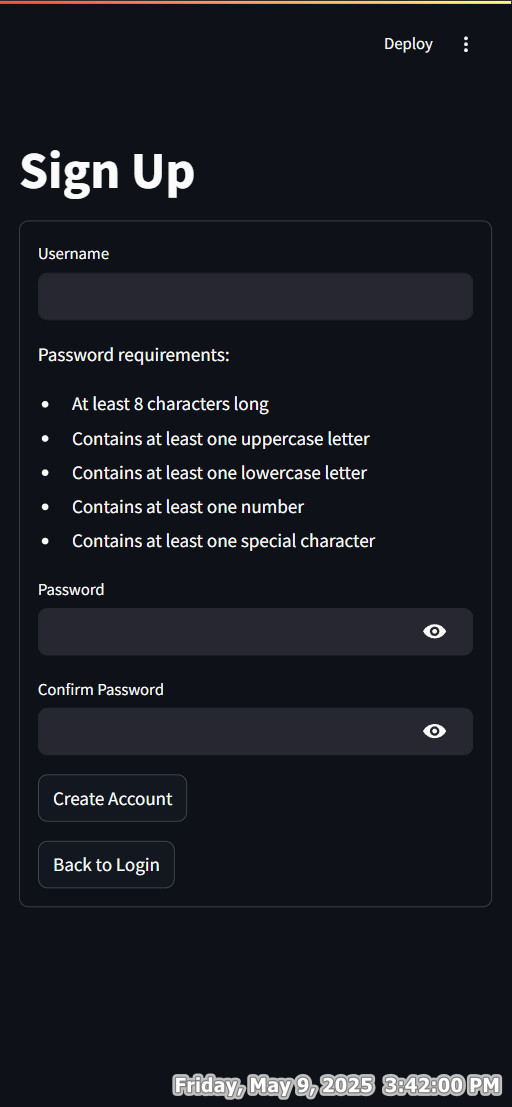 Deploy
Sign Up
Username
Password requirements:
At least 8 characters long
Contains at least one uppercase letter
Contains at least one lowercase letter
Contains at least one number
Contains at least one special character
Password
Confirm Password
Create Account
Back to Login
Friday, May 9, 2025 3:42:00 PM